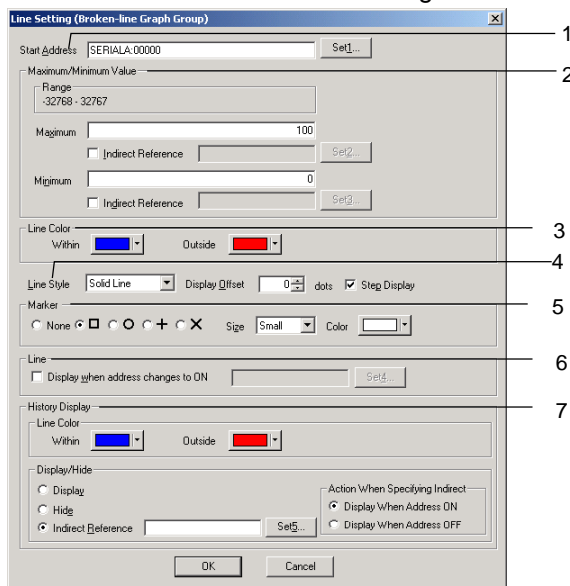 Line Setting (Broken-line Graph Group)
Start Address SERIALA:00000 Set1... 1
Maximum/Minimum Value 2
Range
-32768 - 32767
Maximum 100
Indirect Reference Set2...
Minimum 0
Indirect Reference Set3...
Line Color 3
Within Outside
4
Line Style Solid Line Display Offset 0 dots Step Display
Marker 5
None Size Small Color
Line 6
Display when address changes to ON Set4...
History Display 7
Line Color
Within Outside
Display/Hide
Display
Hide
Indirect Reference Set5...
Action When Specifying Indirect
Display When Address ON
Display When Address OFF
OK Cancel